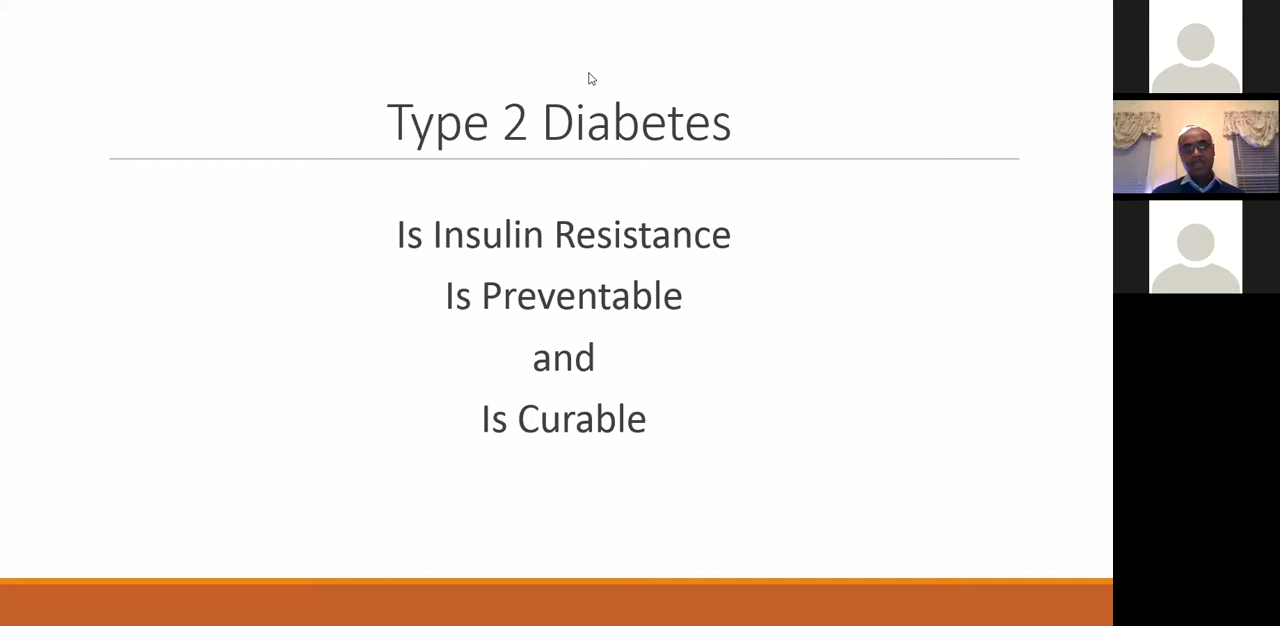 Type 2 Diabetes
Is Insulin Resistance
Is Preventable
and
Is Curable